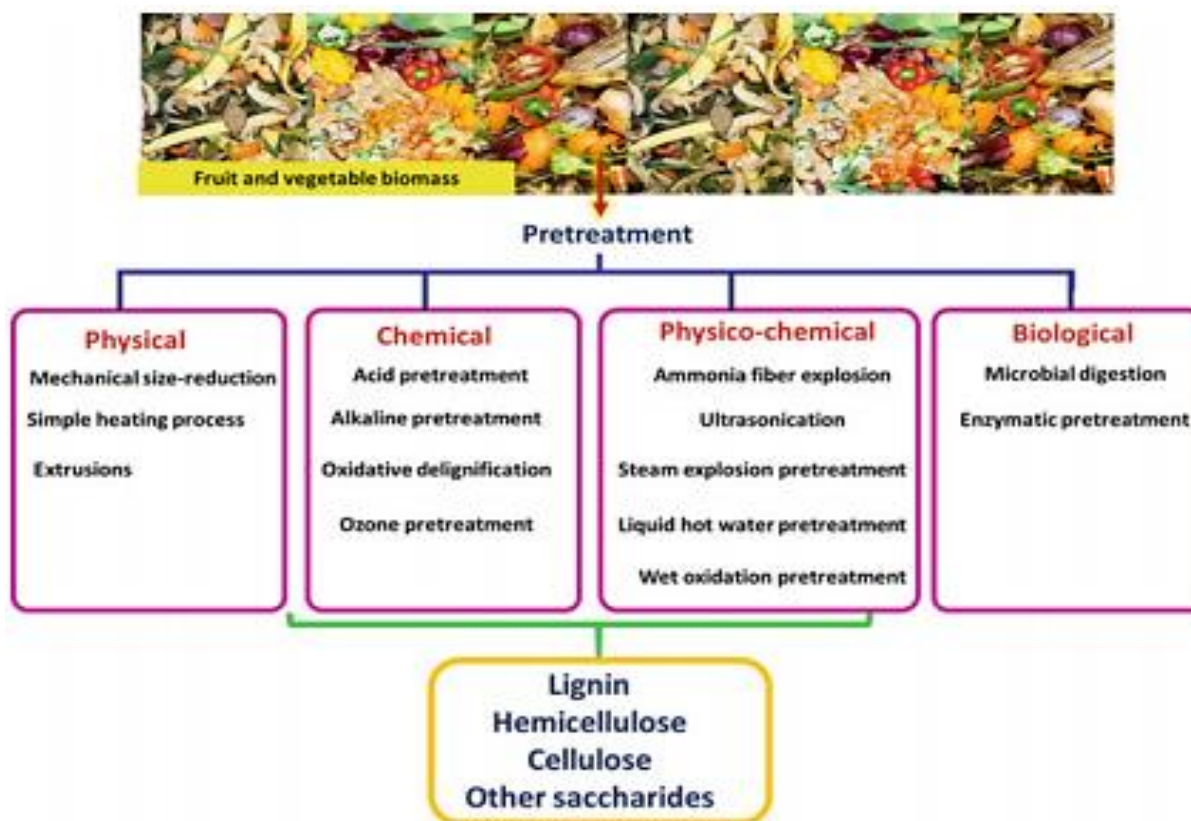 Fruit and vegetable biomass
Pretreatment
Physical
Mechanical size-reduction
Simple heating process
Extrusions
Chemical
Acid pretreatment
Alkaline pretreatment
Oxidative delignification
Ozone pretreatment
Physico-chemical
Ammonia fiber explosion
Ultrasonication
Steam explosion pretreatment
Liquid hot water pretreatment
Wet oxidation pretreatment
Biological
Microbial digestion
Enzymatic pretreatment
Lignin
Hemicellulose
Cellulose
Other saccharides